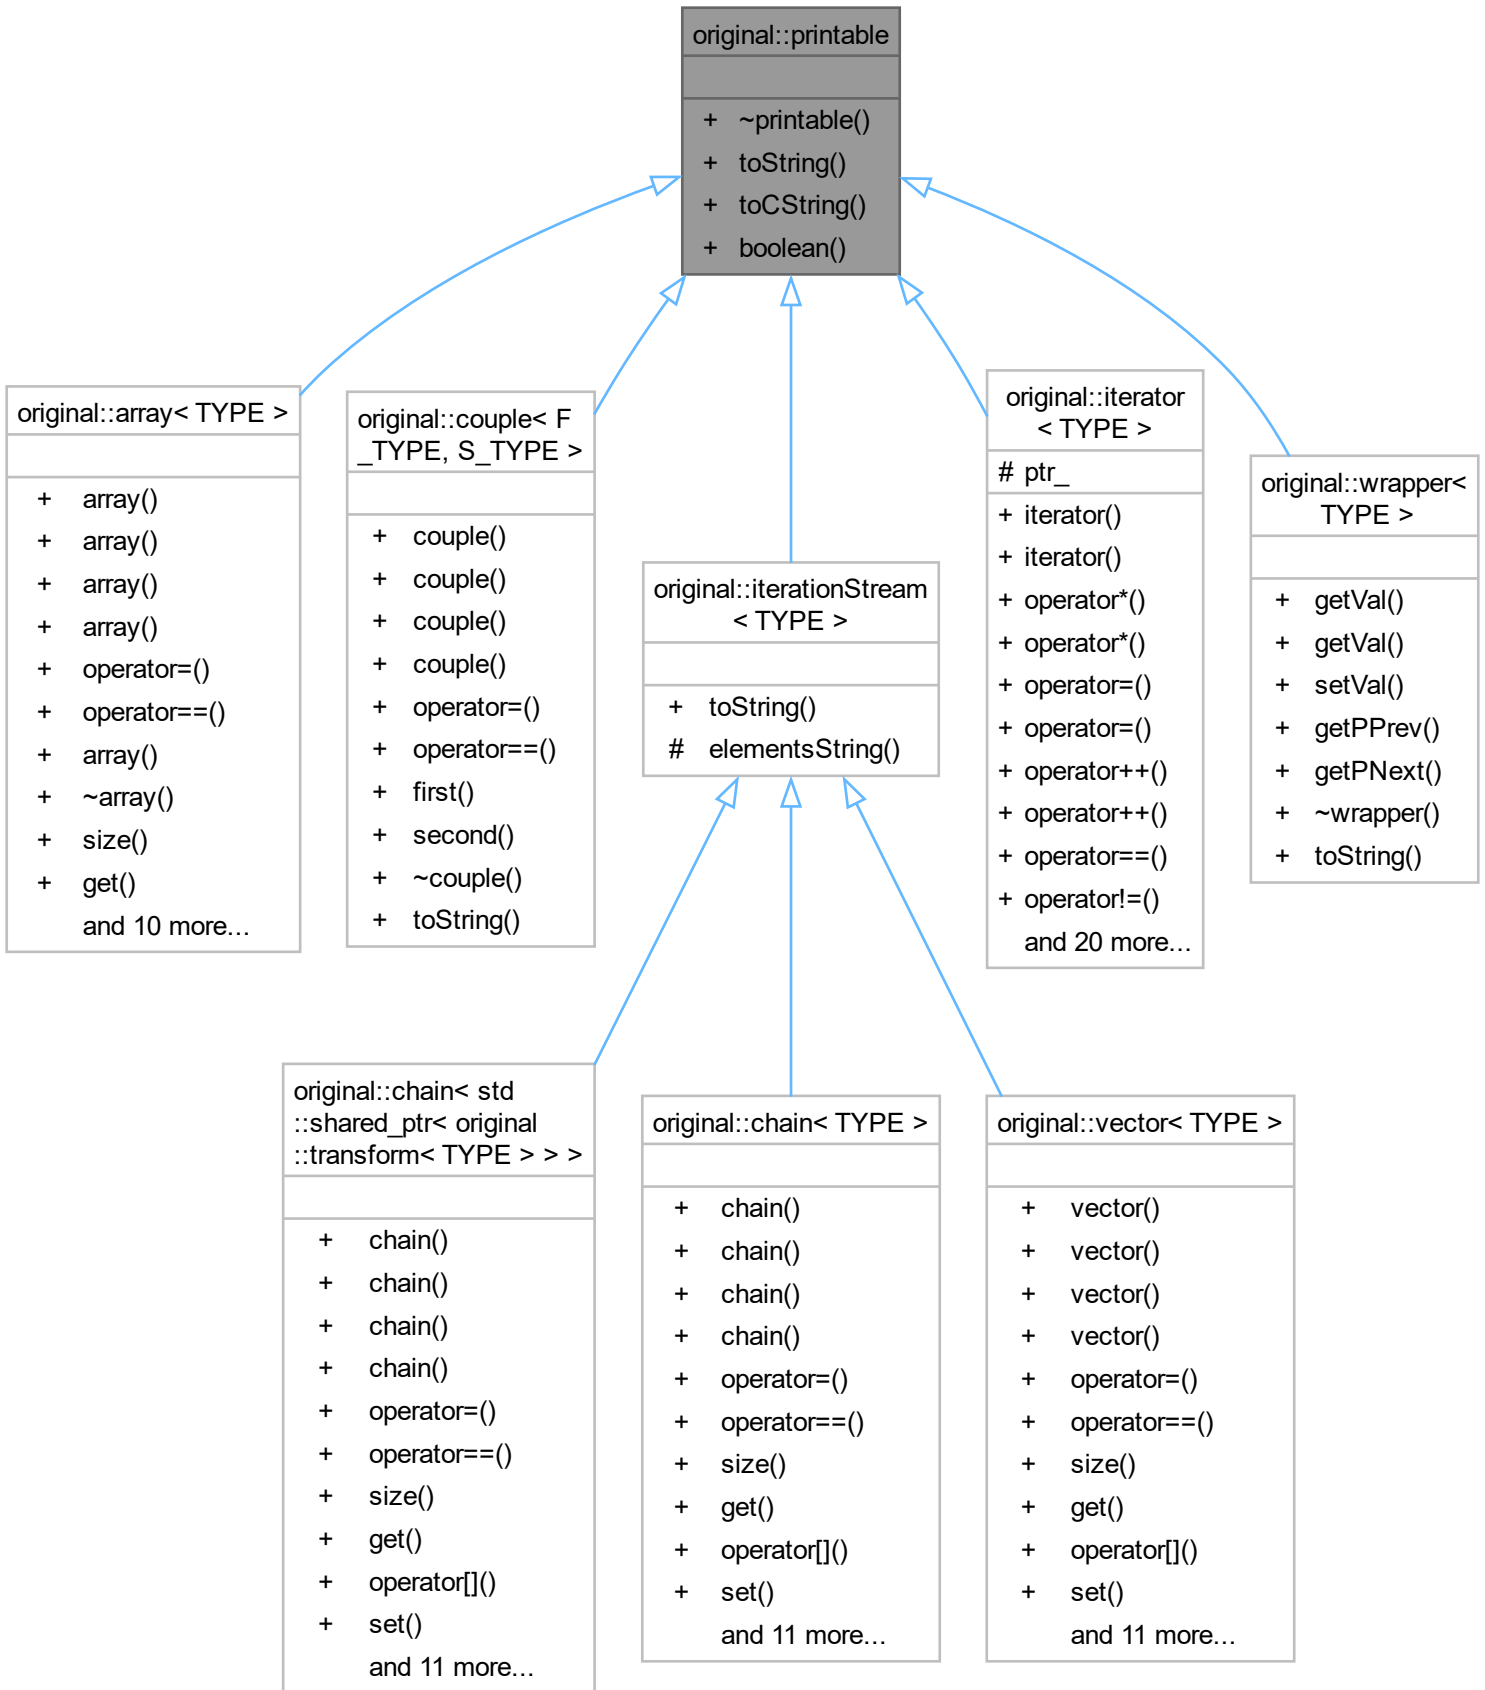 original::printable
+ ~printable()
+ toString()
+ toCString()
+ boolean()
original::array< TYPE >
+ array()
+ array()
+ array()
+ array()
+ operator=()
+ operator==()
+ array()
+ ~array()
+ size()
+ get()
and 10 more...
original::couple< F
_TYPE, S_TYPE >
+ couple()
+ couple()
+ couple()
+ couple()
+ operator=()
+ operator==()
+ first()
+ second()
+ ~couple()
+ toString()
original::iterationStream
< TYPE >
+ toString()
# elementsString()
original::iterator
< TYPE >
# ptr_
+ iterator()
+ iterator()
+ operator*()
+ operator*()
+ operator=()
+ operator=()
+ operator++()
+ operator++()
+ operator==()
+ operator!=()
and 20 more...
original::wrapper<
TYPE >
+ getVal()
+ getVal()
+ setVal()
+ getPPrev()
+ getPNext()
+ ~wrapper()
+ toString()
original::chain< std
::shared_ptr< original
::transform< TYPE > > >
+ chain()
+ chain()
+ chain()
+ chain()
+ operator=()
+ operator==()
+ size()
+ get()
+ operator[]()
+ set()
and 11 more...
original::chain< TYPE >
+ chain()
+ chain()
+ chain()
+ chain()
+ operator=()
+ operator==()
+ size()
+ get()
+ operator[]()
+ set()
and 11 more...
original::vector< TYPE >
+ vector()
+ vector()
+ vector()
+ vector()
+ operator=()
+ operator==()
+ size()
+ get()
+ operator[]()
+ set()
and 11 more...